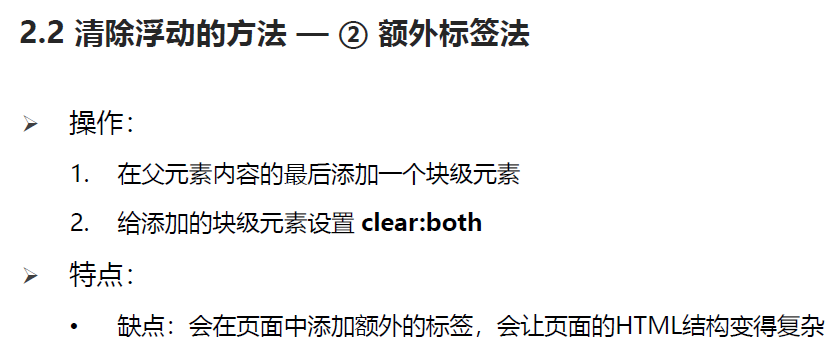 2.2 清除浮动的方法 — ② 额外标签法
➢ 操作：
1. 在父元素内容的最后添加一个块级元素
2. 给添加的块级元素设置 clear:both
➢ 特点：
• 缺点：会在页面中添加额外的标签，会让页面的HTML结构变得复杂